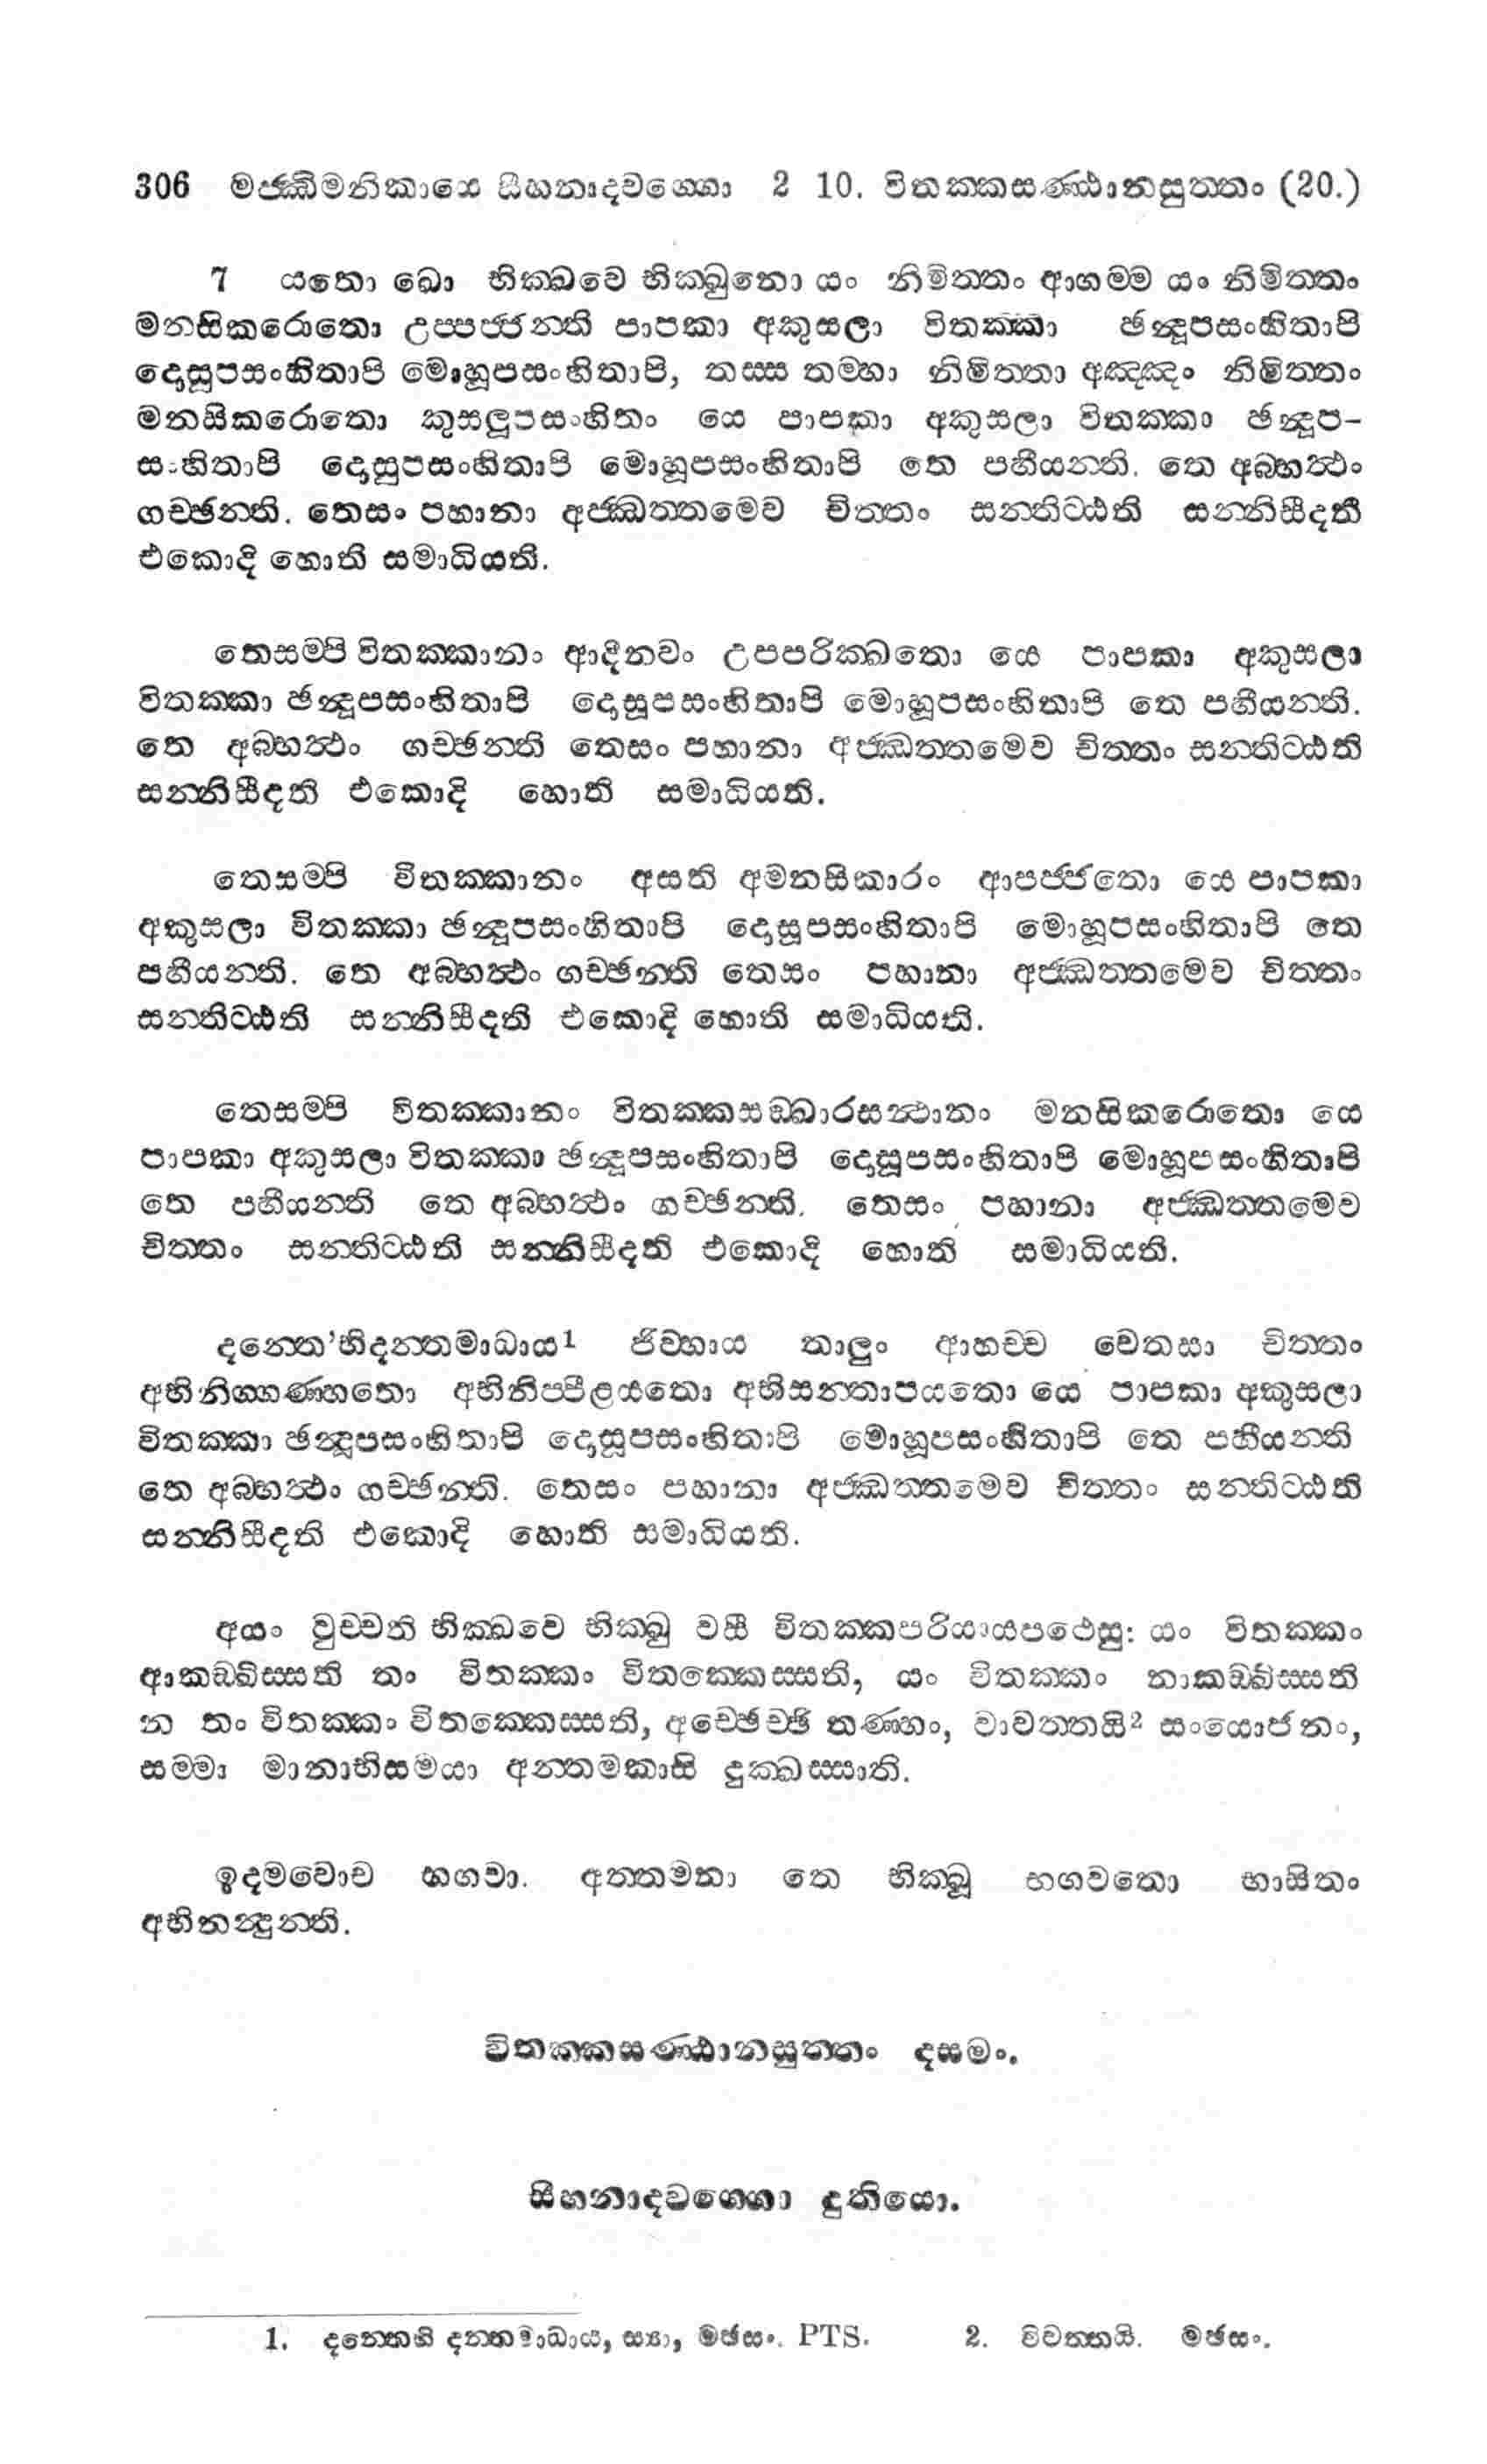 306 මජ්ඣිමනිකායෙ සීහනාදවග්ගො 2 10. විතක්කසණ්ඨානසුත්තං (20.)
7 යතො ඛො භික්ඛවෙ භික්ඛුනො යං නිමිත්තං ආගම්ම යං නිමිත්තං
මනසිකරොතො උප්පජ්ජන්ති පාපකා අකුසලා විතක්කා ඡන්දූපසංහිතාපි
දොසූපසංහිතාපි මොහූපසංහිතාපි, තස්ස තම්හා නිමිත්තා අඤ්ඤං නිමිත්තං
මනසිකරොතො කුසලූපසංහිතං යෙ පාපකා අකුසලා විතක්කා ඡන්දූප-
සංහිතාපි දොසුපසංහිතාපි මොහූපසංහිතාපි තෙ පහීයන්ති. තෙ අබ්භත්ථං
ගච්ඡන්ති. තෙසං පහානා අජ්ඣත්තමෙව චිත්තං සන්තිට්ඨති සන්නිසීදති
එකොදි හොති සමාධියති.
තෙසම්පි විතක්කානං ආදීනවං උපපරික්ඛතො යෙ පාපකා අකුසලා
විතක්කා ඡන්දූපසංහිතාපි දොසූපසංහිතාපි මොහූපසංහිතාපි තෙ පහීයන්ති.
තෙ අබ්භත්ථං ගච්ඡන්ති තෙසං පහානා අජ්ඣත්තමෙව චිත්තං සන්තිට්ඨති
සන්නිසීදති එකොදි හොති සමාධියති.
තෙසම්පි විතක්කානං අසති අමනසිකාරං ආපජ්ජතො යෙ පාපකා
අකුසලා විතක්කා ඡන්දූපසංහිතාපි දොසූපසංහිතාපි මොහූපසංහිතාපි තෙ
පහීයන්ති. තෙ අබ්භත්ථං ගච්ඡන්ති තෙසං පහානා අජ්ඣත්තමෙව චිත්තං
සන්තිට්ඨති සන්නිසීදති එකොදි හොති සමාධියති.
තෙසම්පි විතක්කානං විතක්කසඞ්ඛාරසන්ථානං මනසිකරොතො යෙ
පාපකා අකුසලා විතක්කා ඡන්දූපසංහිතාපි දොසූපසංහිතාපි මොහූපසංහිතාපි
තෙ පහීයන්ති තෙ අබ්භත්ථං ගච්ඡන්ති. තෙසං පහානා අජ්ඣත්තමෙව
චිත්තං සන්තිට්ඨති සන්නිසීදති එකොදි හොති සමාධියති.
දන්තෙ'භිදන්තමාධාය¹ ජිව්හාය තාලුං ආහච්ච චෙතසා චිත්තං
අභිනිග්ගණ්හතො අභිනිප්පීළයතො අභිසන්තාපයතො යෙ පාපකා අකුසලා
විතක්කා ඡන්දූපසංහිතාපි දොසූපසංහිතාපි මොහූපසංහිතාපි තෙ පහීයන්ති
තෙ අබ්භත්ථං ගච්ඡන්ති. තෙසං පහානා අජ්ඣත්තමෙව චිත්තං සන්තිට්ඨති
සන්නිසීදති එකොදි හොති සමාධියති.
අයං වුච්චති භික්ඛවෙ භික්ඛු වසී විතක්කපරියායපථෙසු: යං විතක්කං
ආකඞ්ඛිස්සති තං විතක්කං විතක්කෙස්සති, යං විතක්කං නාකඞ්ඛිස්සති
න තං විතක්කං විතක්කෙස්සති, අච්ඡෙච්ඡි තණ්හං, වාවත්තයි² සංයොජනං,
සම්මා මානාභිසමයා අන්තමකාසි දුක්ඛස්සාති.
ඉදමවොච භගවා. අත්තමනා තෙ භික්ඛූ භගවතො භාසිතං
අභිනන්දුන්ති.
විතක්කසණ්ඨානසුත්තං දසමං.
සීහනාදවග්ගො දුතියො.
1. දන්තෙභි දන්තමාධාය, ස්‍යා, මඡසං. PTS. 2. විවත්තයි. මඡසං.